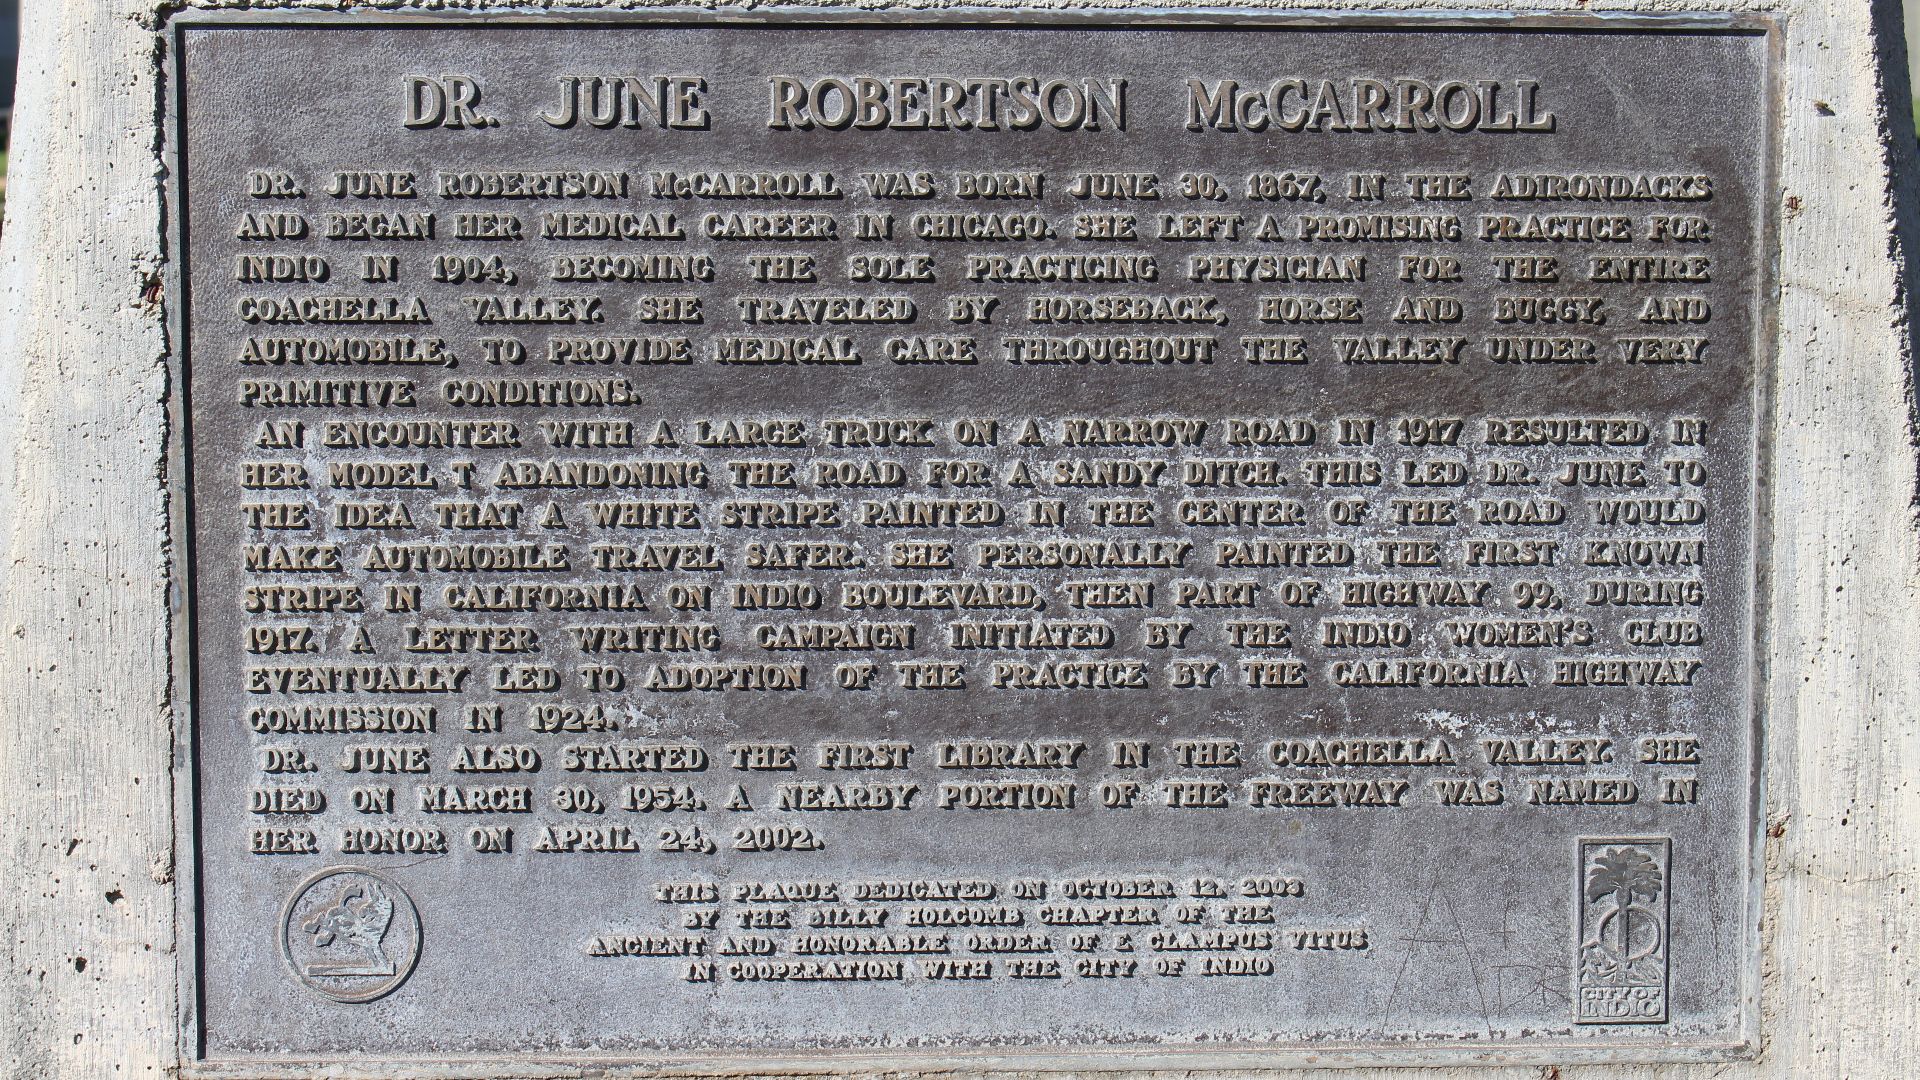 DR. JUNE ROBERTSON McCARROLL
DR. JUNE ROBERTSON McCARROLL WAS BORN JUNE 30, 1867, IN THE ADIRONDACKS
AND BEGAN HER MEDICAL CAREER IN CHICAGO. SHE LEFT A PROMISING PRACTICE FOR
INDIO IN 1904, BECOMING THE SOLE PRACTICING PHYSICIAN FOR THE ENTIRE
COACHELLA VALLEY. SHE TRAVELED BY HORSEBACK, HORSE AND BUGGY, AND
AUTOMOBILE, TO PROVIDE MEDICAL CARE THROUGHOUT THE VALLEY UNDER VERY
PRIMITIVE CONDITIONS.
AN ENCOUNTER WITH A LARGE TRUCK ON A NARROW ROAD IN 1917 RESULTED IN
HER MODEL T ABANDONING THE ROAD FOR A SANDY DITCH. THIS LED DR. JUNE TO
THE IDEA THAT A WHITE STRIPE PAINTED IN THE CENTER OF THE ROAD WOULD
MAKE AUTOMOBILE TRAVEL SAFER. SHE PERSONALLY PAINTED THE FIRST KNOWN
STRIPE IN CALIFORNIA ON INDIO BOULEVARD, THEN PART OF HIGHWAY 99, DURING
1917. A LETTER WRITING CAMPAIGN INITIATED BY THE INDIO WOMEN'S CLUB
EVENTUALLY LED TO ADOPTION OF THE PRACTICE BY THE CALIFORNIA HIGHWAY
COMMISSION IN 1924.
DR. JUNE ALSO STARTED THE FIRST LIBRARY IN THE COACHELLA VALLEY. SHE
DIED ON MARCH 30, 1954. A NEARBY PORTION OF THE FREEWAY WAS NAMED IN
HER HONOR ON APRIL 24, 2002.
THIS PLAQUE DEDICATED ON OCTOBER 12, 2003
BY THE BILLY HOLCOMB CHAPTER OF THE
ANCIENT AND HONORABLE ORDER OF E CLAMPUS VITUS
IN COOPERATION WITH THE CITY OF INDIO
CITY OF
INDIO